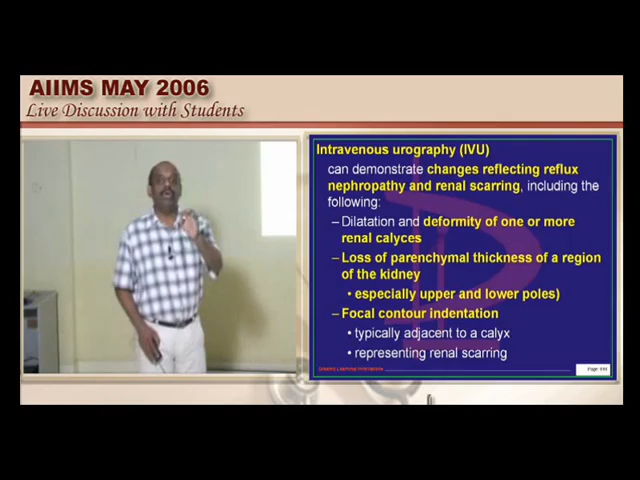 AIIMS MAY 2006
Live Discussion with Students
Intravenous urography (IVU)
can demonstrate changes reflecting reflux
nephropathy and renal scarring, including the
following:
– Dilatation and deformity of one or more
renal calyces
– Loss of parenchymal thickness of a region
of the kidney
• especially upper and lower poles)
– Focal contour indentation
• typically adjacent to a calyx
• representing renal scarring